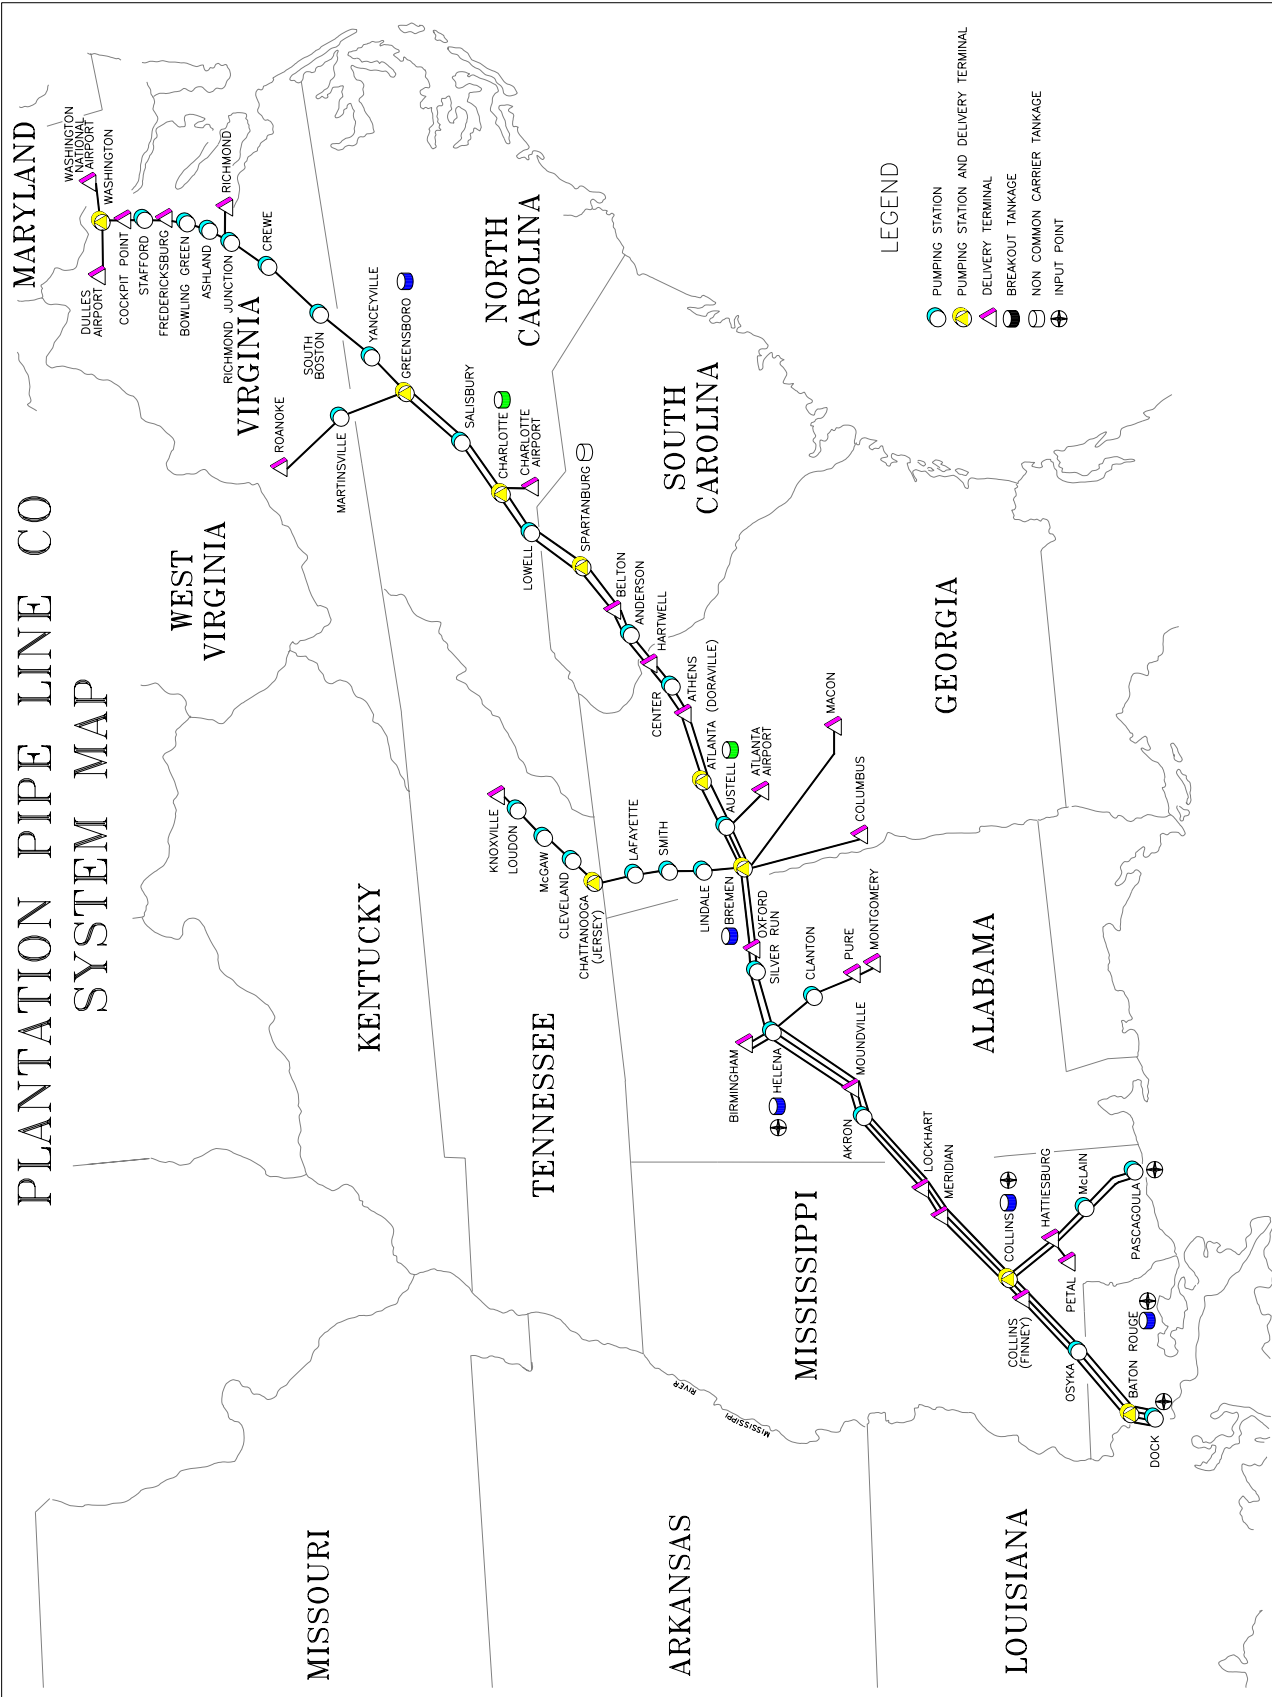 PLANTATION PIPE LINE CO
SYSTEM MAP
MARYLAND
WEST
VIRGINIA
VIRGINIA
KENTUCKY
NORTH
CAROLINA
TENNESSEE
SOUTH
CAROLINA
MISSOURI
ARKANSAS
MISSISSIPPI
ALABAMA
GEORGIA
LOUISIANA
WASHINGTON
NATIONAL
AIRPORT
WASHINGTON
DULLES
AIRPORT
COCKPIT POINT
STAFFORD
FREDERICKSBURG
BOWLING GREEN
ASHLAND
RICHMOND JUNCTION
RICHMOND
CREWE
SOUTH
BOSTON
YANCEYVILLE
GREENSBORO
ROANOKE
MARTINSVILLE
SALISBURY
CHARLOTTE
CHARLOTTE
AIRPORT
LOWELL
SPARTANBURG
BELTON
ANDERSON
HARTWELL
CENTER
ATHENS
ATLANTA (DORAVILLE)
AUSTELL
ATLANTA
AIRPORT
MACON
COLUMBUS
KNOXVILLE
LOUDON
McGAW
CLEVELAND
CHATTANOOGA
(JERSEY)
LAFAYETTE
SMITH
LINDALE
BREMEN
OXFORD
SILVER RUN
CLANTON
PURE
MONTGOMERY
BIRMINGHAM
HELENA
MOUNDVILLE
AKRON
LOCKHART
MERIDIAN
COLLINS
HATTIESBURG
McLAIN
PASCAGOULA
PETAL
COLLINS
(FINNEY)
OSYKA
BATON ROUGE
DOCK
MISSISSIPPI
RIVER
LEGEND
PUMPING STATION
PUMPING STATION AND DELIVERY TERMINAL
DELIVERY TERMINAL
BREAKOUT TANKAGE
NON COMMON CARRIER TANKAGE
INPUT POINT